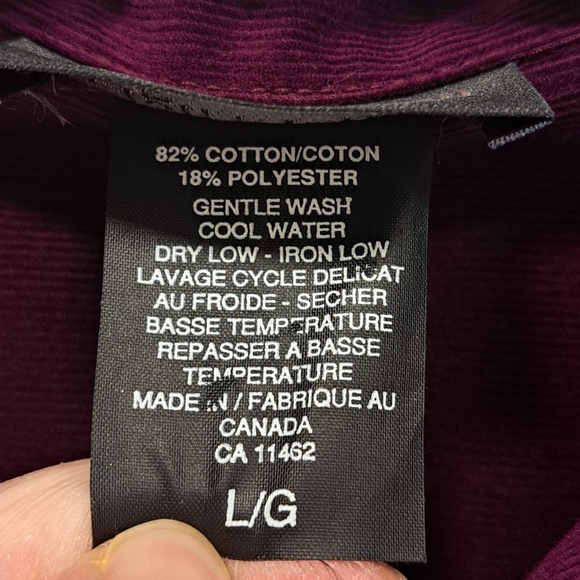 82% COTTON/COTON
18% POLYESTER
GENTLE WASH
COOL WATER
DRY LOW - IRON LOW
LAVAGE CYCLE DELICAT
AU FROIDE - SECHER
BASSE TEMPERATURE
REPASSER A BASSE
TEMPERATURE
MADE IN / FABRIQUE AU
CANADA
CA 11462
L/G